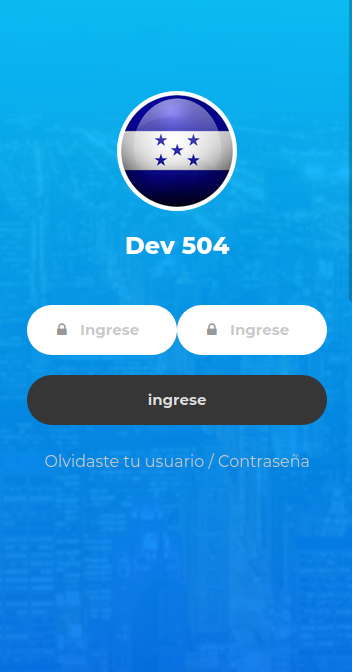 Dev 504
Ingrese Ingrese
ingrese
Olvidaste tu usuario / Contraseña